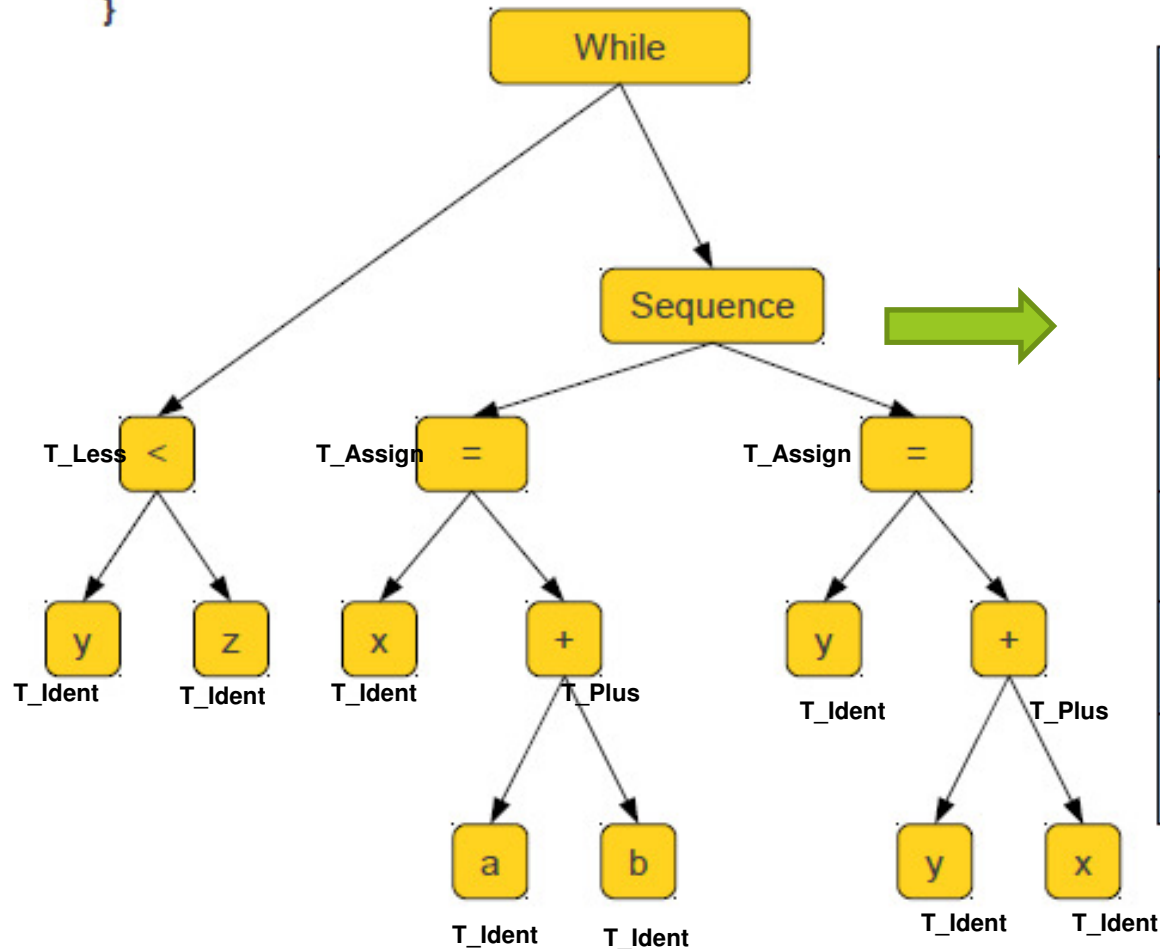 }
While
Sequence
T_Less <
T_Assign =
T_Assign =
y
z
x
+
y
+
T_Ident
T_Ident
T_Ident
T_Plus
T_Ident
T_Plus
a
b
y
x
T_Ident
T_Ident
T_Ident
T_Ident